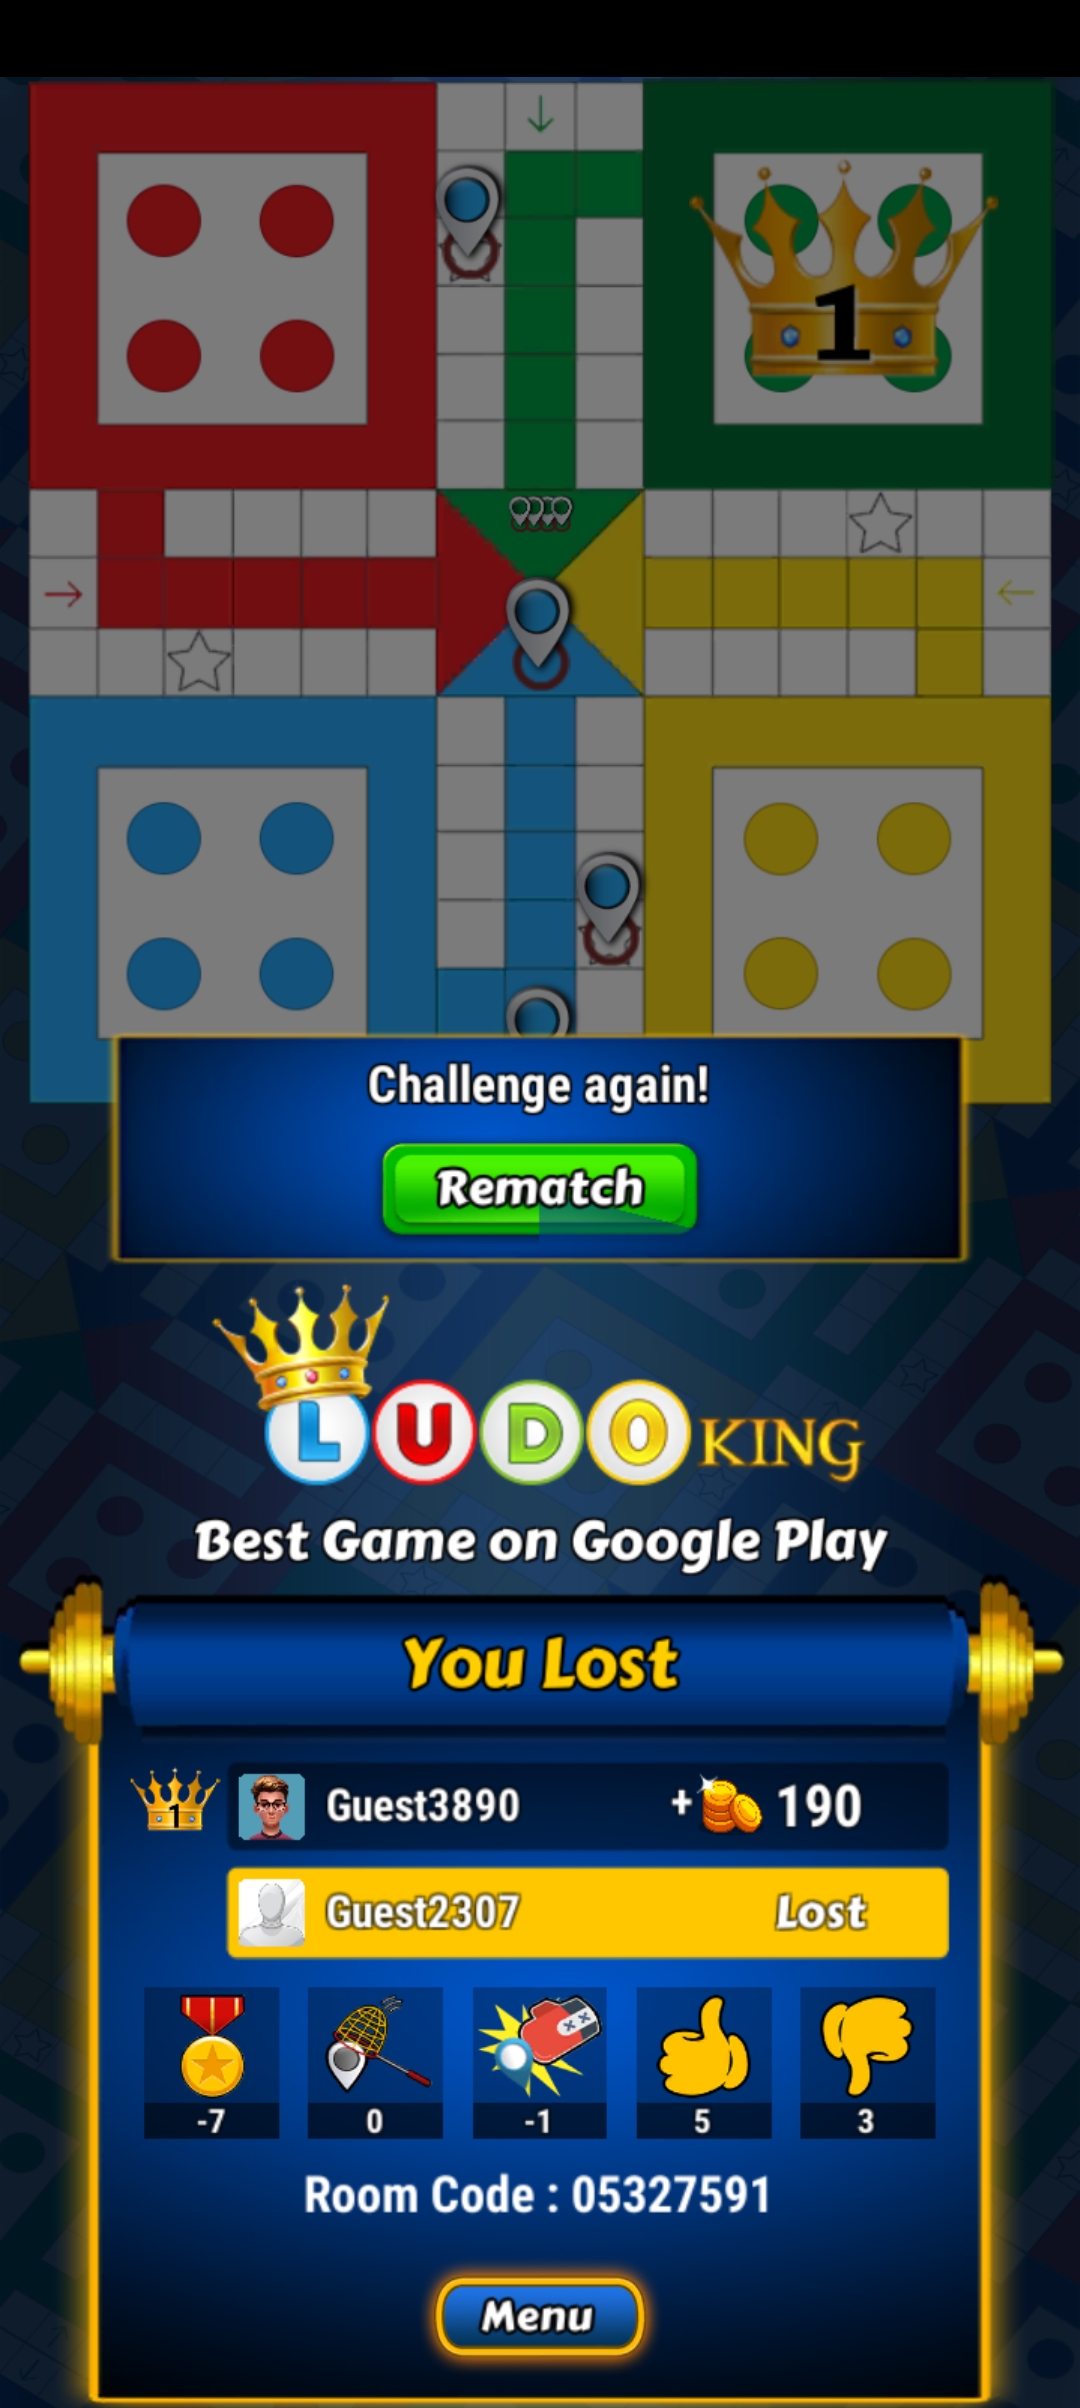 1
Challenge again!
Rematch
LUDO KING
Best Game on Google Play
You Lost
1 Guest3890 + 190
Guest2307 Lost
-7 0 -1 5 3
Room Code : 05327591
Menu